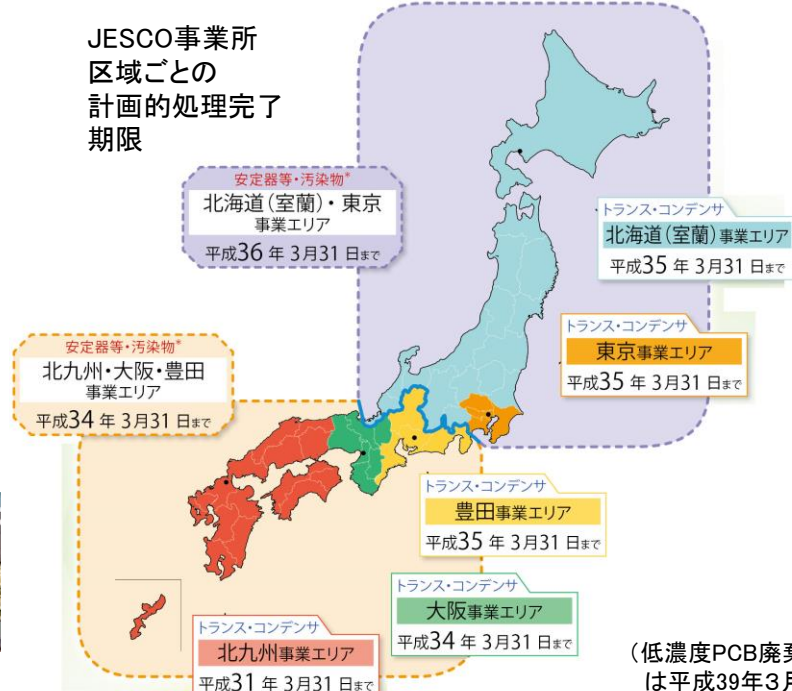 JESCO事業所
区域ごとの
計画的処理完了
期限
安定器等・汚染物*
北海道(室蘭)・東京
事業エリア
平成36年3月31日まで
トランス・コンデンサ
北海道(室蘭)事業エリア
平成35年3月31日まで
トランス・コンデンサ
東京事業エリア
平成35年3月31日まで
安定器等・汚染物*
北九州・大阪・豊田
事業エリア
平成34年3月31日まで
トランス・コンデンサ
豊田事業エリア
平成35年3月31日まで
トランス・コンデンサ
大阪事業エリア
平成34年3月31日まで
トランス・コンデンサ
北九州事業エリア
平成31年3月31日まで
(低濃度PCB廃棄
は平成39年3月